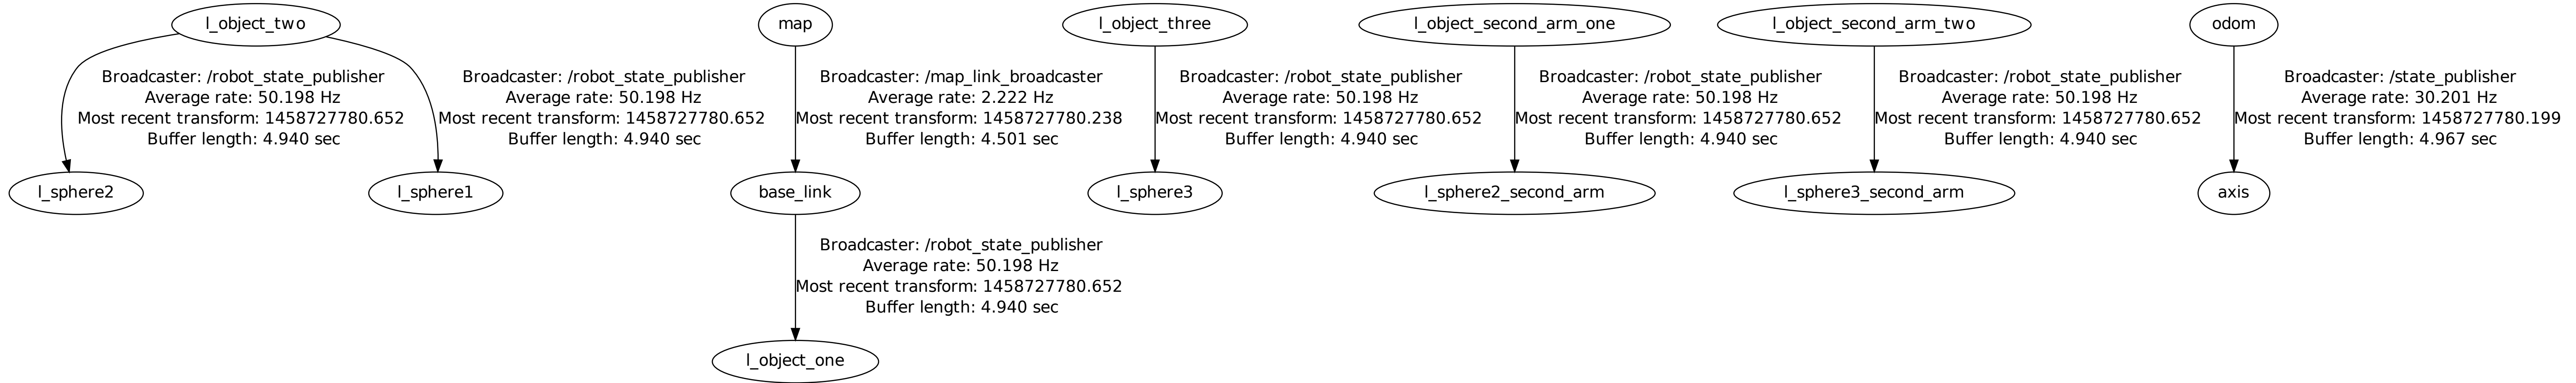 l_object_two
map
l_object_three
l_object_second_arm_one
l_object_second_arm_two
odom
Broadcaster: /robot_state_publisher
Average rate: 50.198 Hz
Most recent transform: 1458727780.652
Buffer length: 4.940 sec
Broadcaster: /robot_state_publisher
Average rate: 50.198 Hz
Most recent transform: 1458727780.652
Buffer length: 4.940 sec
Broadcaster: /map_link_broadcaster
Average rate: 2.222 Hz
Most recent transform: 1458727780.238
Buffer length: 4.501 sec
Broadcaster: /robot_state_publisher
Average rate: 50.198 Hz
Most recent transform: 1458727780.652
Buffer length: 4.940 sec
Broadcaster: /robot_state_publisher
Average rate: 50.198 Hz
Most recent transform: 1458727780.652
Buffer length: 4.940 sec
Broadcaster: /robot_state_publisher
Average rate: 50.198 Hz
Most recent transform: 1458727780.652
Buffer length: 4.940 sec
Broadcaster: /state_publisher
Average rate: 30.201 Hz
Most recent transform: 1458727780.199
Buffer length: 4.967 sec
l_sphere2
l_sphere1
base_link
l_sphere3
l_sphere2_second_arm
l_sphere3_second_arm
axis
Broadcaster: /robot_state_publisher
Average rate: 50.198 Hz
Most recent transform: 1458727780.652
Buffer length: 4.940 sec
l_object_one